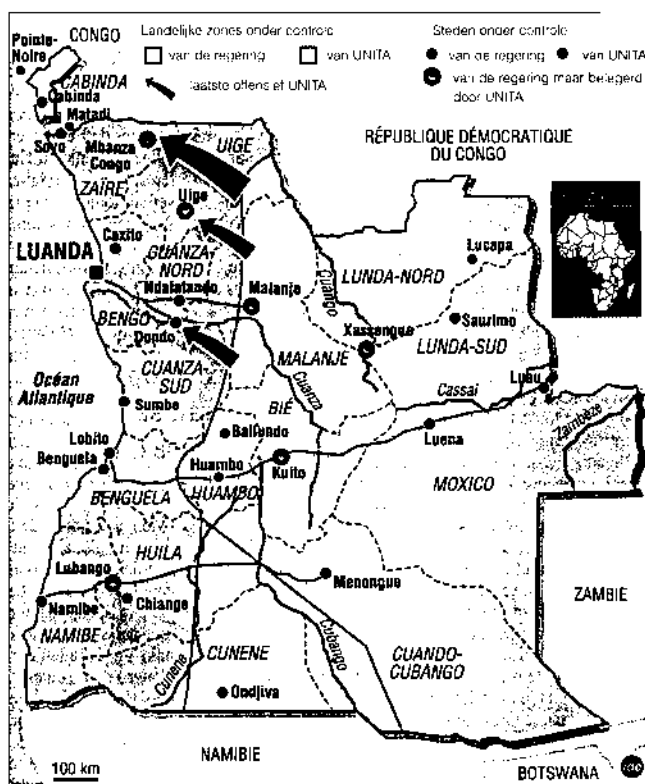 CONGO
Pointe-
Noire
CABINDA
Cabinda
Matadi
Soyo
Mbanza
Congo
ZAÏRE
UIGE
Uige
Landelijke zones onder controle
van de regering
van UNITA
laatste offensief UNITA
Steden onder controle
van de regering
van UNITA
van de regering maar belegerd
door UNITA
RÉPUBLIQUE DÉMOCRATIQUE
DU CONGO
Caxito
LUANDA
GUANZA-
NORD
Ndalatando
Malanje
BENGO
Dondo
CUANZA-
SUD
Cuango
LUNDA-NORD
Lucapa
Xassengue
Saurimo
LUNDA-SUD
MALANJE
Cuanza
BIÉ
Cassai
Luau
Océan
Atlantique
Sumbe
Lobito
Benguela
Bailundo
Huambo
Kuito
Luena
Zambèze
BENGUELA
HUAMBO
MOXICO
HUILA
Lubango
Menongue
Namibe
Chiange
NAMIBE
Cunene
CUNENE
Cubango
CUANDO-
CUBANGO
Ondjiva
ZAMBIE
100 km
NAMIBIE
BOTSWANA